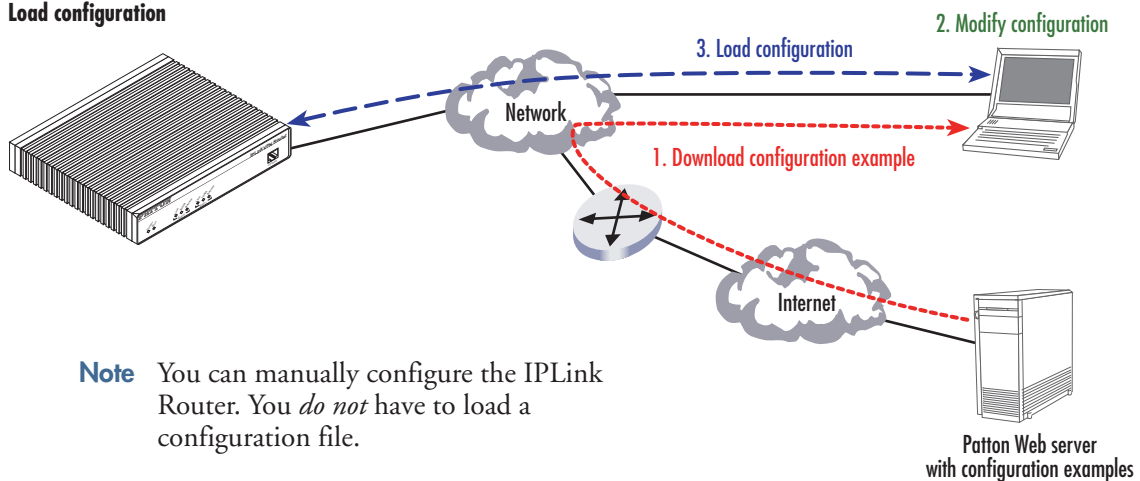 Load configuration
2. Modify configuration
3. Load configuration
Network
1. Download configuration example
Internet
Note You can manually configure the IPLink
Router. You do not have to load a
configuration file.
Patton Web server
with configuration examples